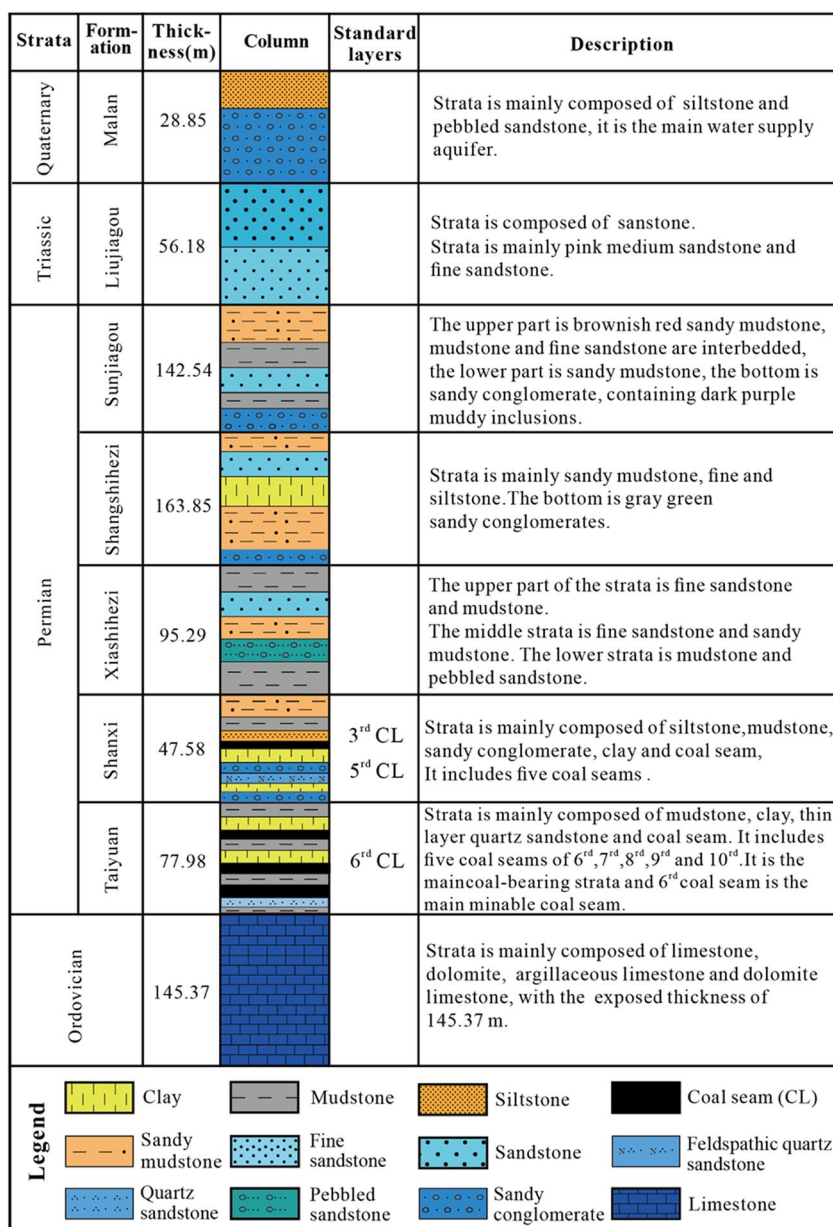 Strata
Form-
ation
Thick-
ness(m)
Column
Standard
layers
Description
Quaternary
Malan
28.85
Strata is mainly composed of siltstone and
pebbled sandstone, it is the main water supply
aquifer.
Triassic
Liujiagou
56.18
Strata is composed of sanstone.
Strata is mainly pink medium sandstone and
fine sandstone.
Permian
Sunjiagou
142.54
The upper part is brownish red sandy mudstone,
mudstone and fine sandstone are interbedded,
the lower part is sandy mudstone, the bottom is
sandy conglomerate, containing dark purple
muddy inclusions.
Shangshihezi
163.85
Strata is mainly sandy mudstone, fine and
siltstone.The bottom is gray green
sandy conglomerates.
Xiashihezi
95.29
The upper part of the strata is fine sandstone
and mudstone.
The middle strata is fine sandstone and sandy
mudstone. The lower strata is mudstone and
pebbled sandstone.
Shanxi
47.58
3rd CL
5rd CL
Strata is mainly composed of siltstone,mudstone,
sandy conglomerate, clay and coal seam,
It includes five coal seams .
Taiyuan
77.98
6rd CL
Strata is mainly composed of mudstone, clay, thin
layer quartz sandstone and coal seam. It includes
five coal seams of 6rd,7rd,8rd,9rd and 10rd.It is the
maincoal-bearing strata and 6rd coal seam is the
main minable coal seam.
Ordovician
145.37
Strata is mainly composed of limestone,
dolomite, argillaceous limestone and dolomite
limestone, with the exposed thickness of
145.37 m.
Legend
Clay
Mudstone
Siltstone
Coal seam (CL)
Sandy
mudstone
Fine
sandstone
Sandstone
Feldspathic quartz
sandstone
Quartz
sandstone
Pebbled
sandstone
Sandy
conglomerate
Limestone